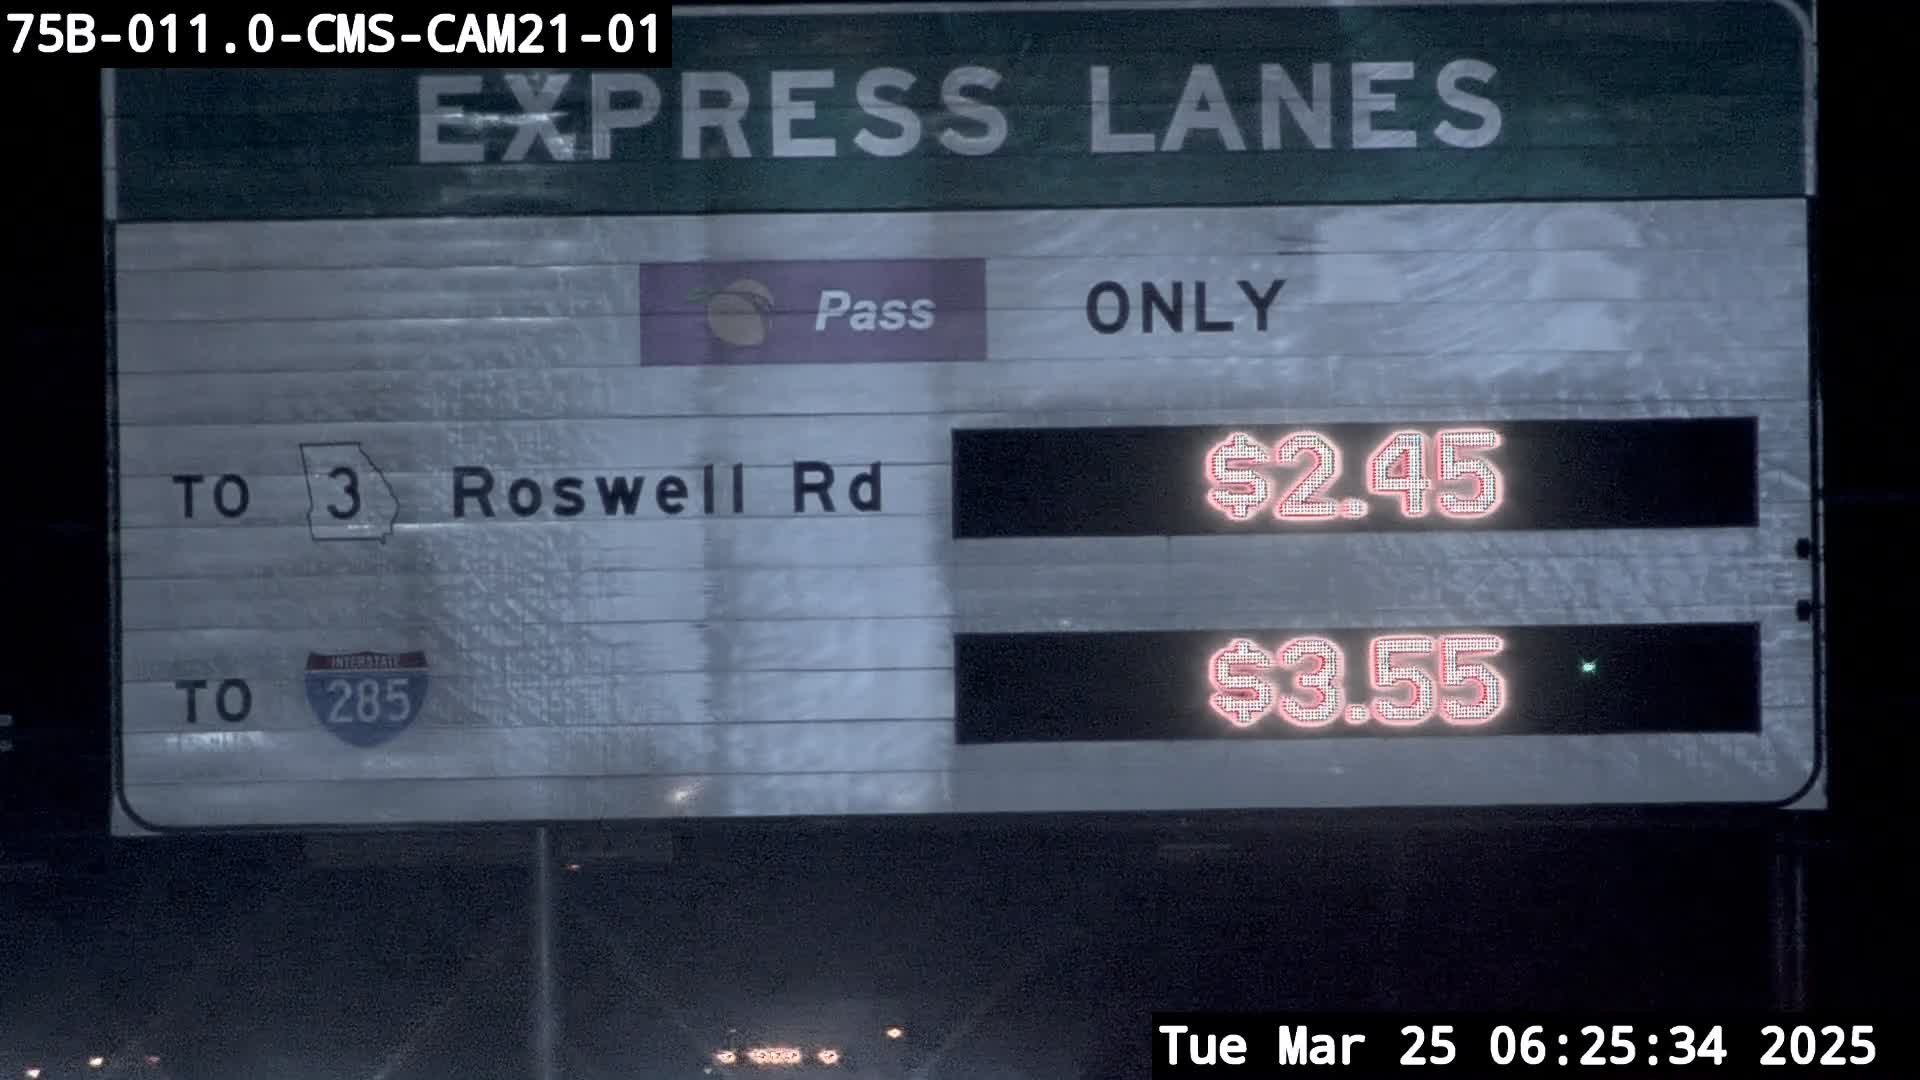 75B-011.0-CMS-CAM21-01
EXPRESS LANES
Pass ONLY
TO 3 Roswell Rd $2.45
INTERSTATE
TO 285 $3.55
Tue Mar 25 06:25:34 2025